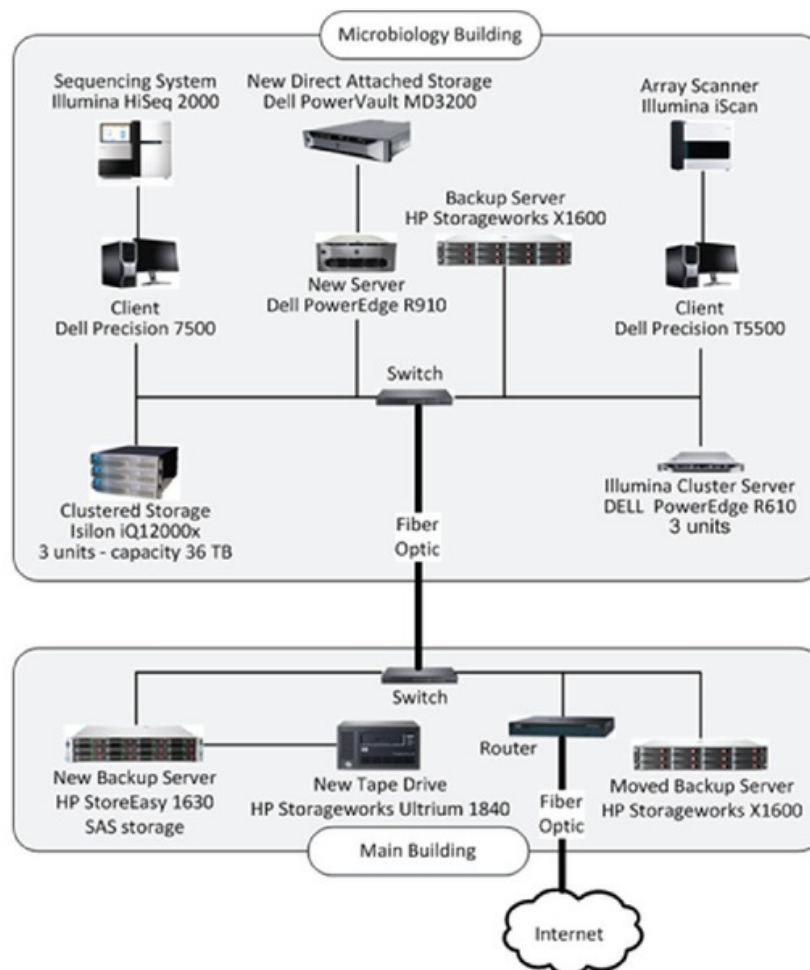 Microbiology Building
Sequencing System
Illumina HiSeq 2000
New Direct Attached Storage
Dell PowerVault MD3200
Array Scanner
Illumina iScan
Backup Server
HP Storageworks X1600
Client
Dell Precision 7500
New Server
Dell PowerEdge R910
Client
Dell Precision T5500
Switch
Clustered Storage
Isilon iQ12000x
3 units - capacity 36 TB
Fiber
Optic
Illumina Cluster Server
DELL PowerEdge R610
3 units
Switch
New Backup Server
HP StoreEasy 1630
SAS storage
New Tape Drive
HP Storageworks Ultrium 1840
Router
Fiber
Optic
Moved Backup Server
HP Storageworks X1600
Main Building
Internet